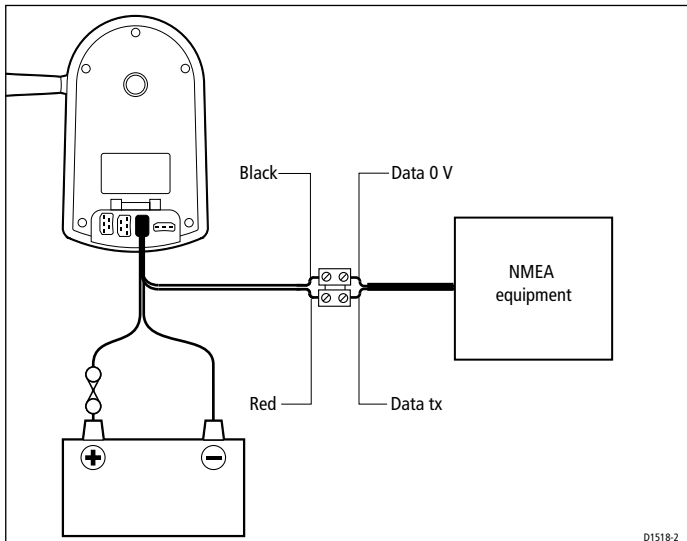 Black
Data 0 V
NMEA
equipment
Red
Data tx
+
−
D1518-2